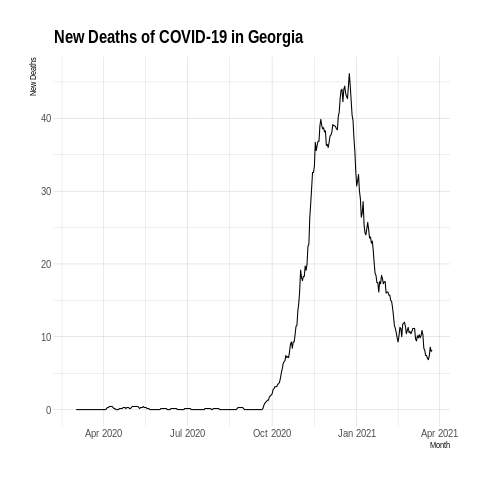 New Deaths of COVID-19 in Georgia
New Deaths
40
30
20
10
0
Apr 2020 Jul 2020 Oct 2020 Jan 2021 Apr 2021
Month